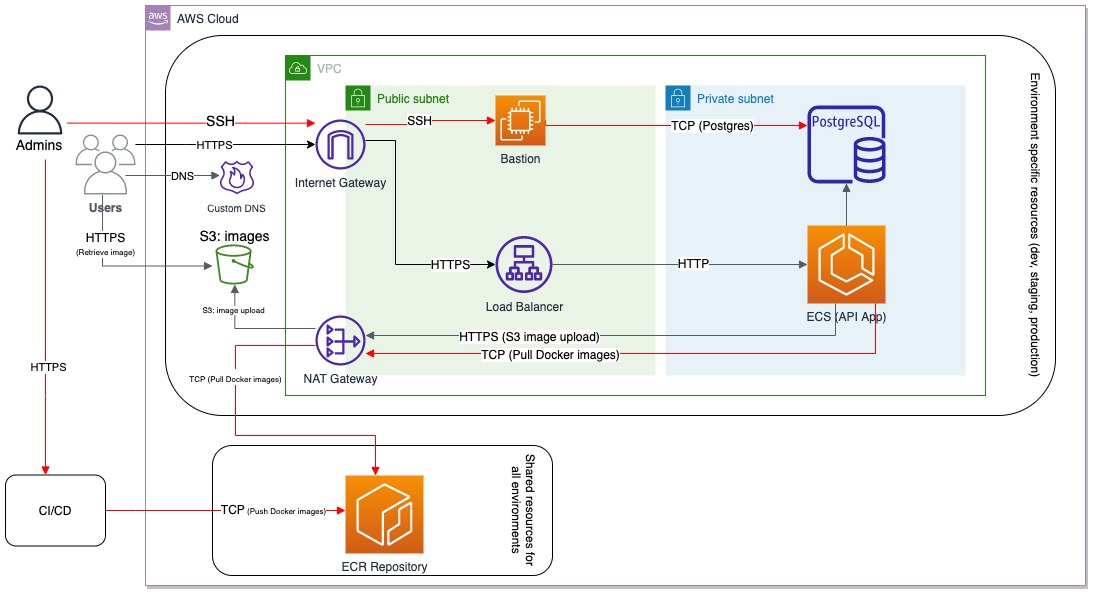 aws
AWS Cloud
VPC
Public subnet
Private subnet
Admins
SSH
SSH
Bastion
TCP (Postgres)
PostgreSQL
HTTPS
Internet Gateway
Users
DNS
Custom DNS
HTTPS
(Retrieve image)
S3: images
S3: image upload
HTTPS
Load Balancer
HTTP
ECS (API App)
HTTPS (S3 image upload)
TCP (Pull Docker images)
NAT Gateway
TCP (Pull Docker images)
Environment specific resources (dev, staging, production)
HTTPS
CI/CD
TCP (Push Docker images)
ECR Repository
Shared resources for
all environments